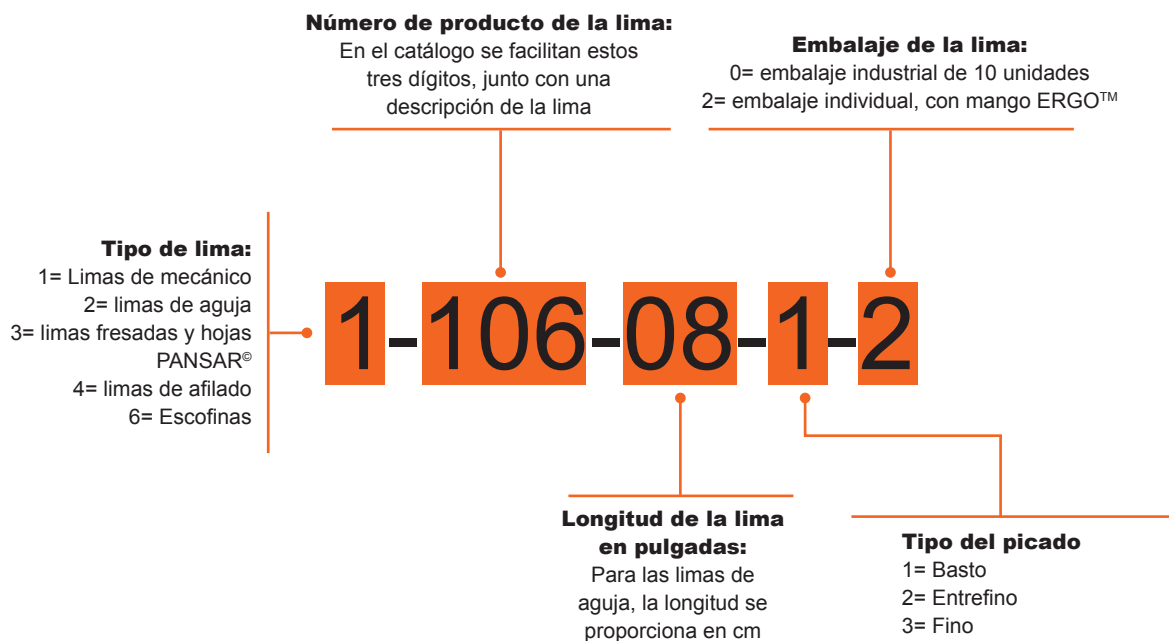 Número de producto de la lima:
En el catálogo se facilitan estos
tres dígitos, junto con una
descripción de la lima
Embalaje de la lima:
0= embalaje industrial de 10 unidades
2= embalaje individual, con mango ERGO™
Tipo de lima:
1= Limas de mecánico
2= limas de aguja
3= limas fresadas y hojas
PANSAR©
4= limas de afilado
6= Escofinas
1-106-08-1-2
Longitud de la lima
en pulgadas:
Para las limas de
aguja, la longitud se
proporciona en cm
Tipo del picado
1= Basto
2= Entrefino
3= Fino